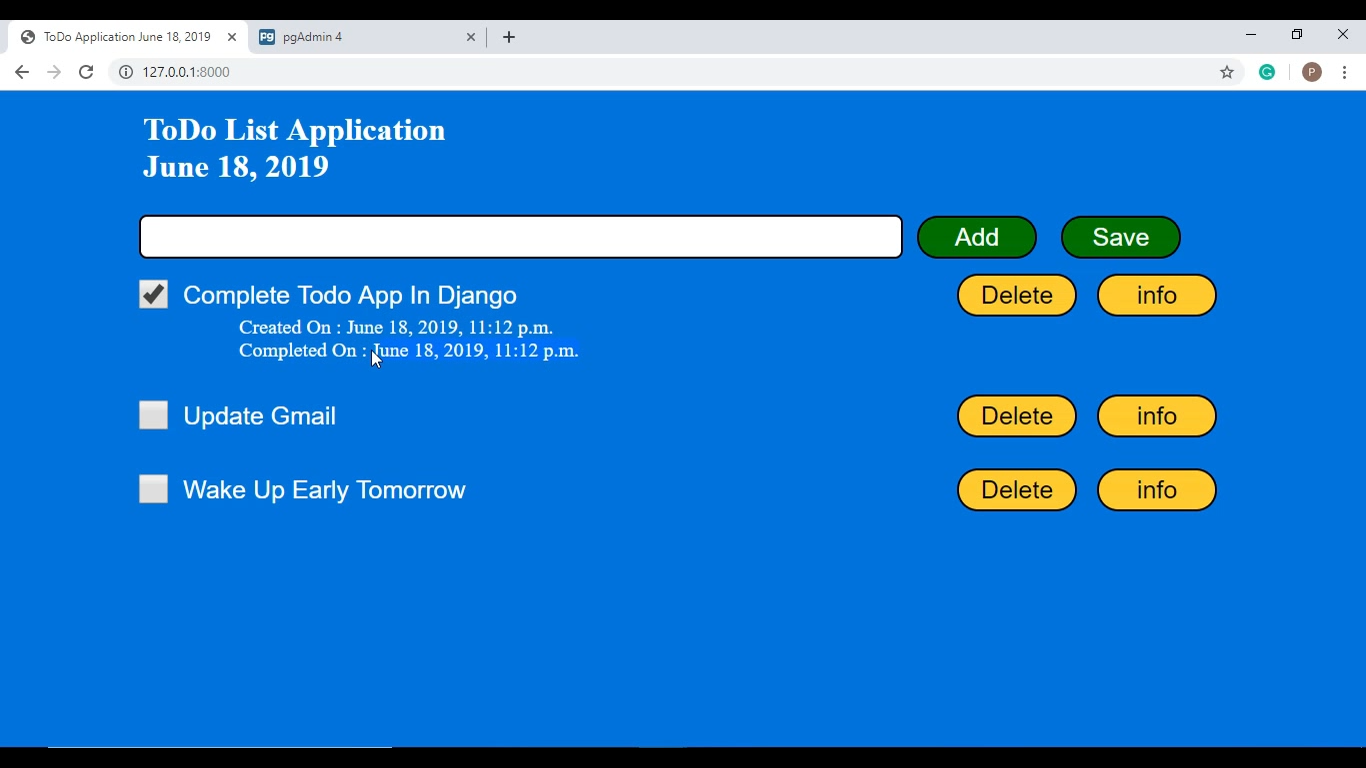 ToDo Application June 18, 2019
pgAdmin 4
127.0.0.1:8000
P
ToDo List Application
June 18, 2019
Add Save
Complete Todo App In Django Delete info
Created On : June 18, 2019, 11:12 p.m.
Completed On : June 18, 2019, 11:12 p.m.
Update Gmail Delete info
Wake Up Early Tomorrow Delete info